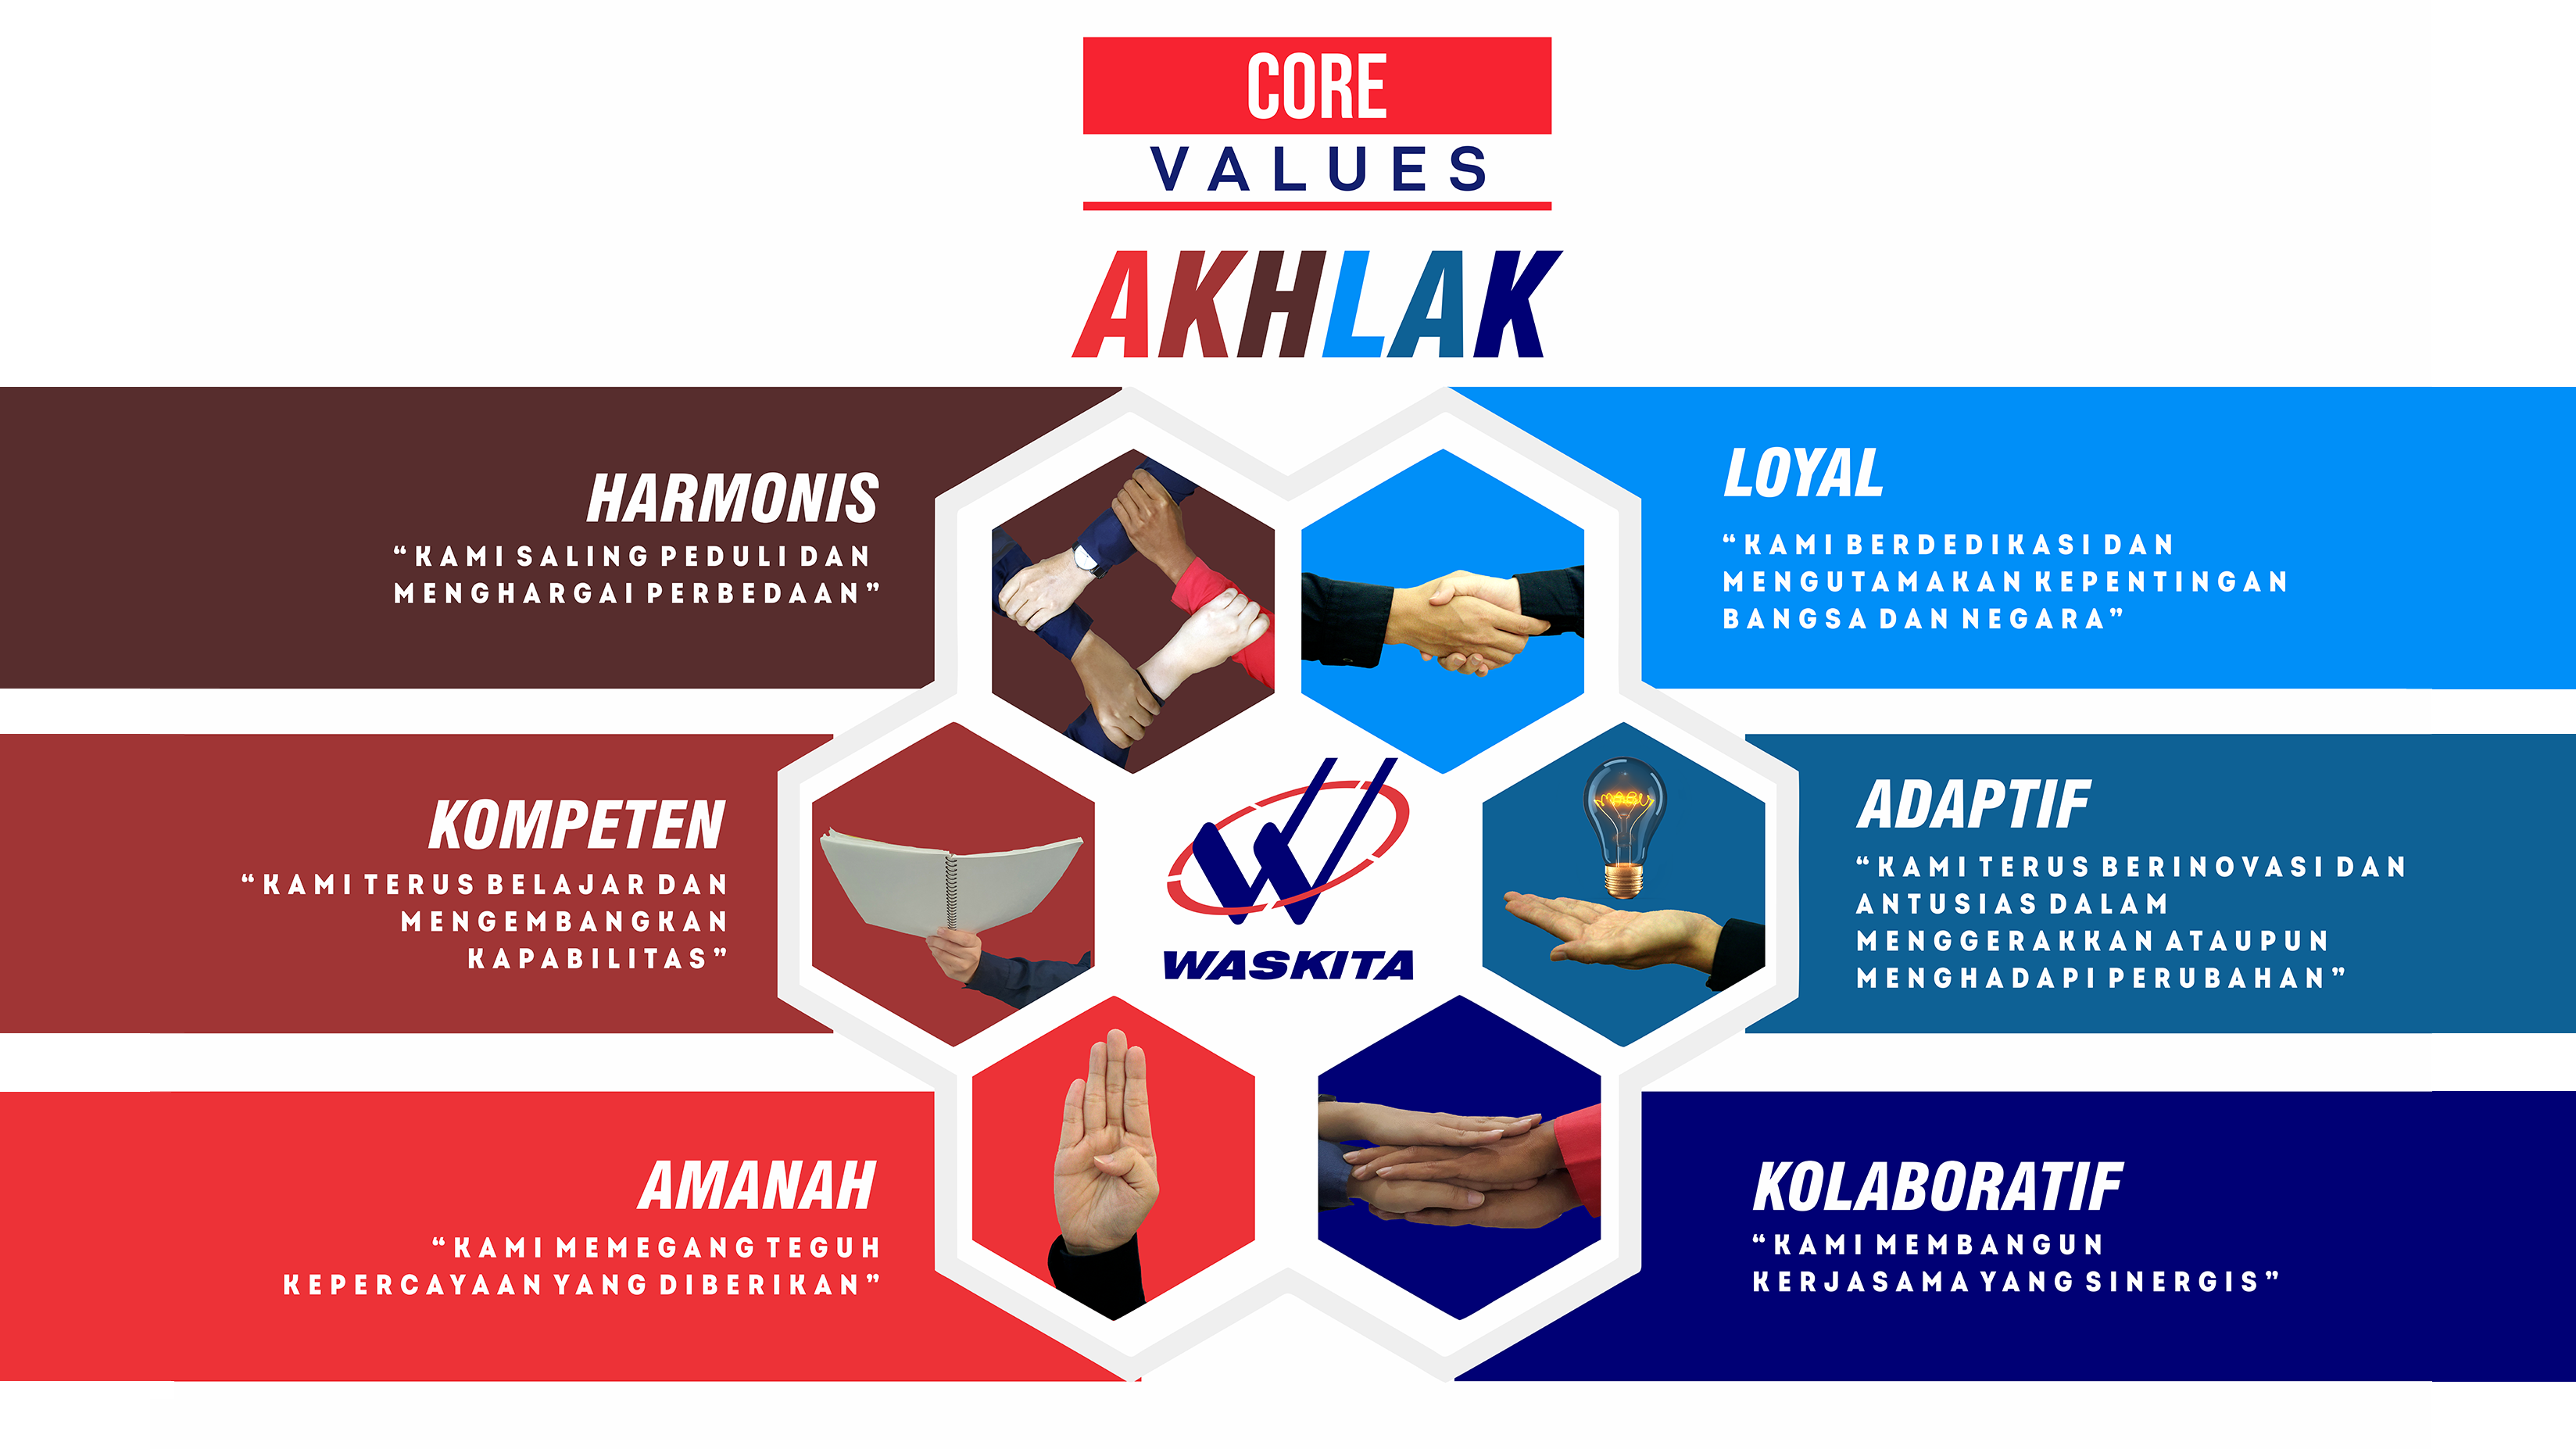 CORE
VALUES
AKHLAK
HARMONIS
“KAMI SALING PEDULI DAN
MENGHARGAI PERBEDAAN”
LOYAL
“KAMI BERDEDIKASI DAN
MENGUTAMAKAN KEPENTINGAN
BANGSA DAN NEGARA”
KOMPETEN
“KAMI TERUS BELAJAR DAN
MENGEMBANGKAN
KAPABILITAS”
WASKITA
ADAPTIF
“KAMI TERUS BERINOVASI DAN
ANTUSIAS DALAM
MENGGERAKKAN ATAUPUN
MENGHADAPI PERUBAHAN”
AMANAH
“KAMI MEMEGANG TEGUH
KEPERCAYAAN YANG DIBERIKAN”
KOLABORATIF
“KAMI MEMBANGUN
KERJASAMA YANG SINERGIS”